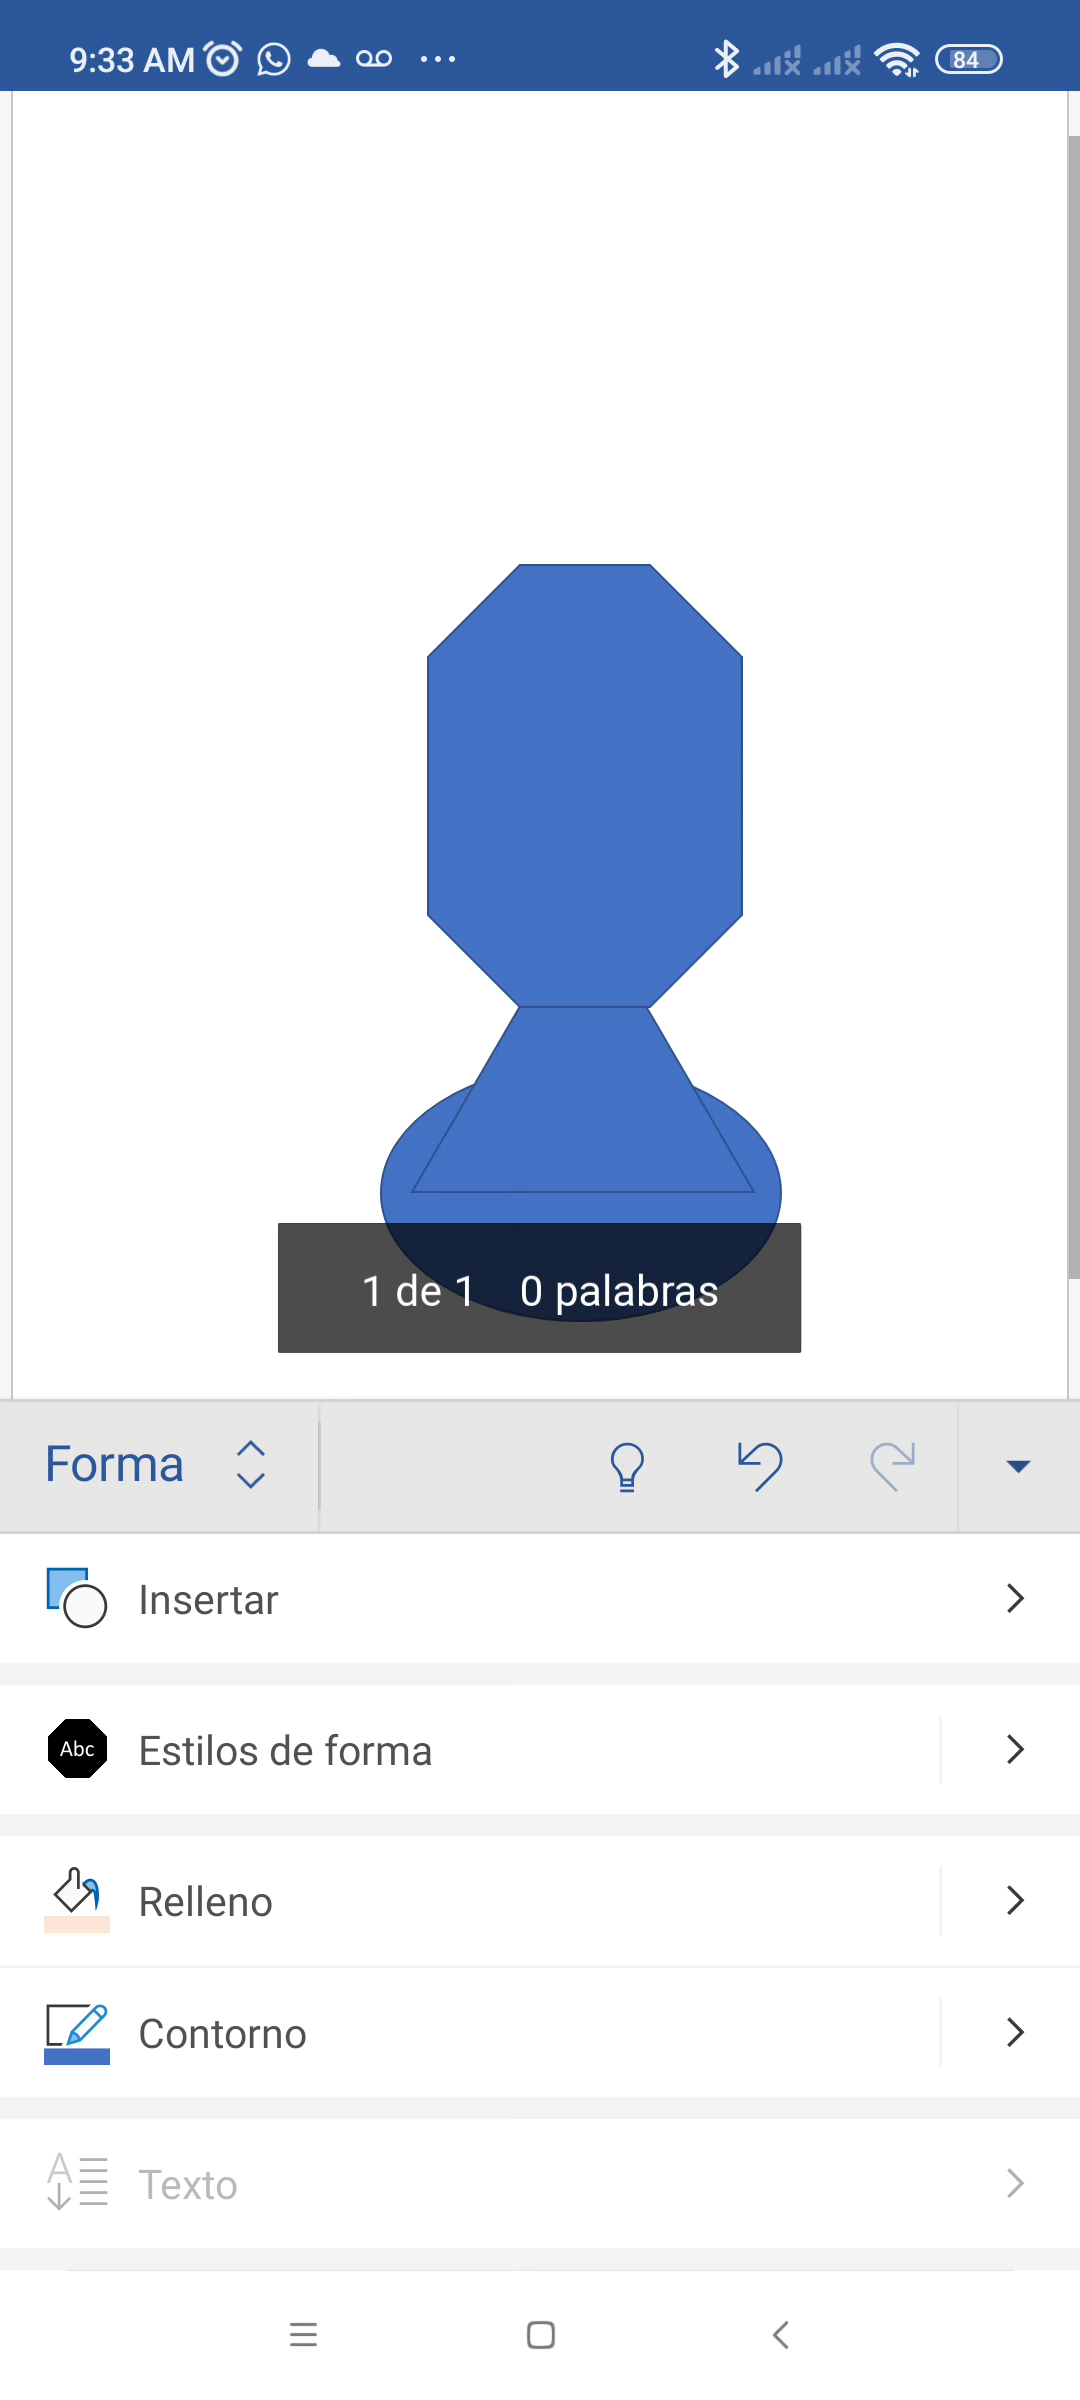 9:33 AM
84
1 de 1 0 palabras
Forma
Insertar
Abc
Estilos de forma
Relleno
Contorno
A
Texto